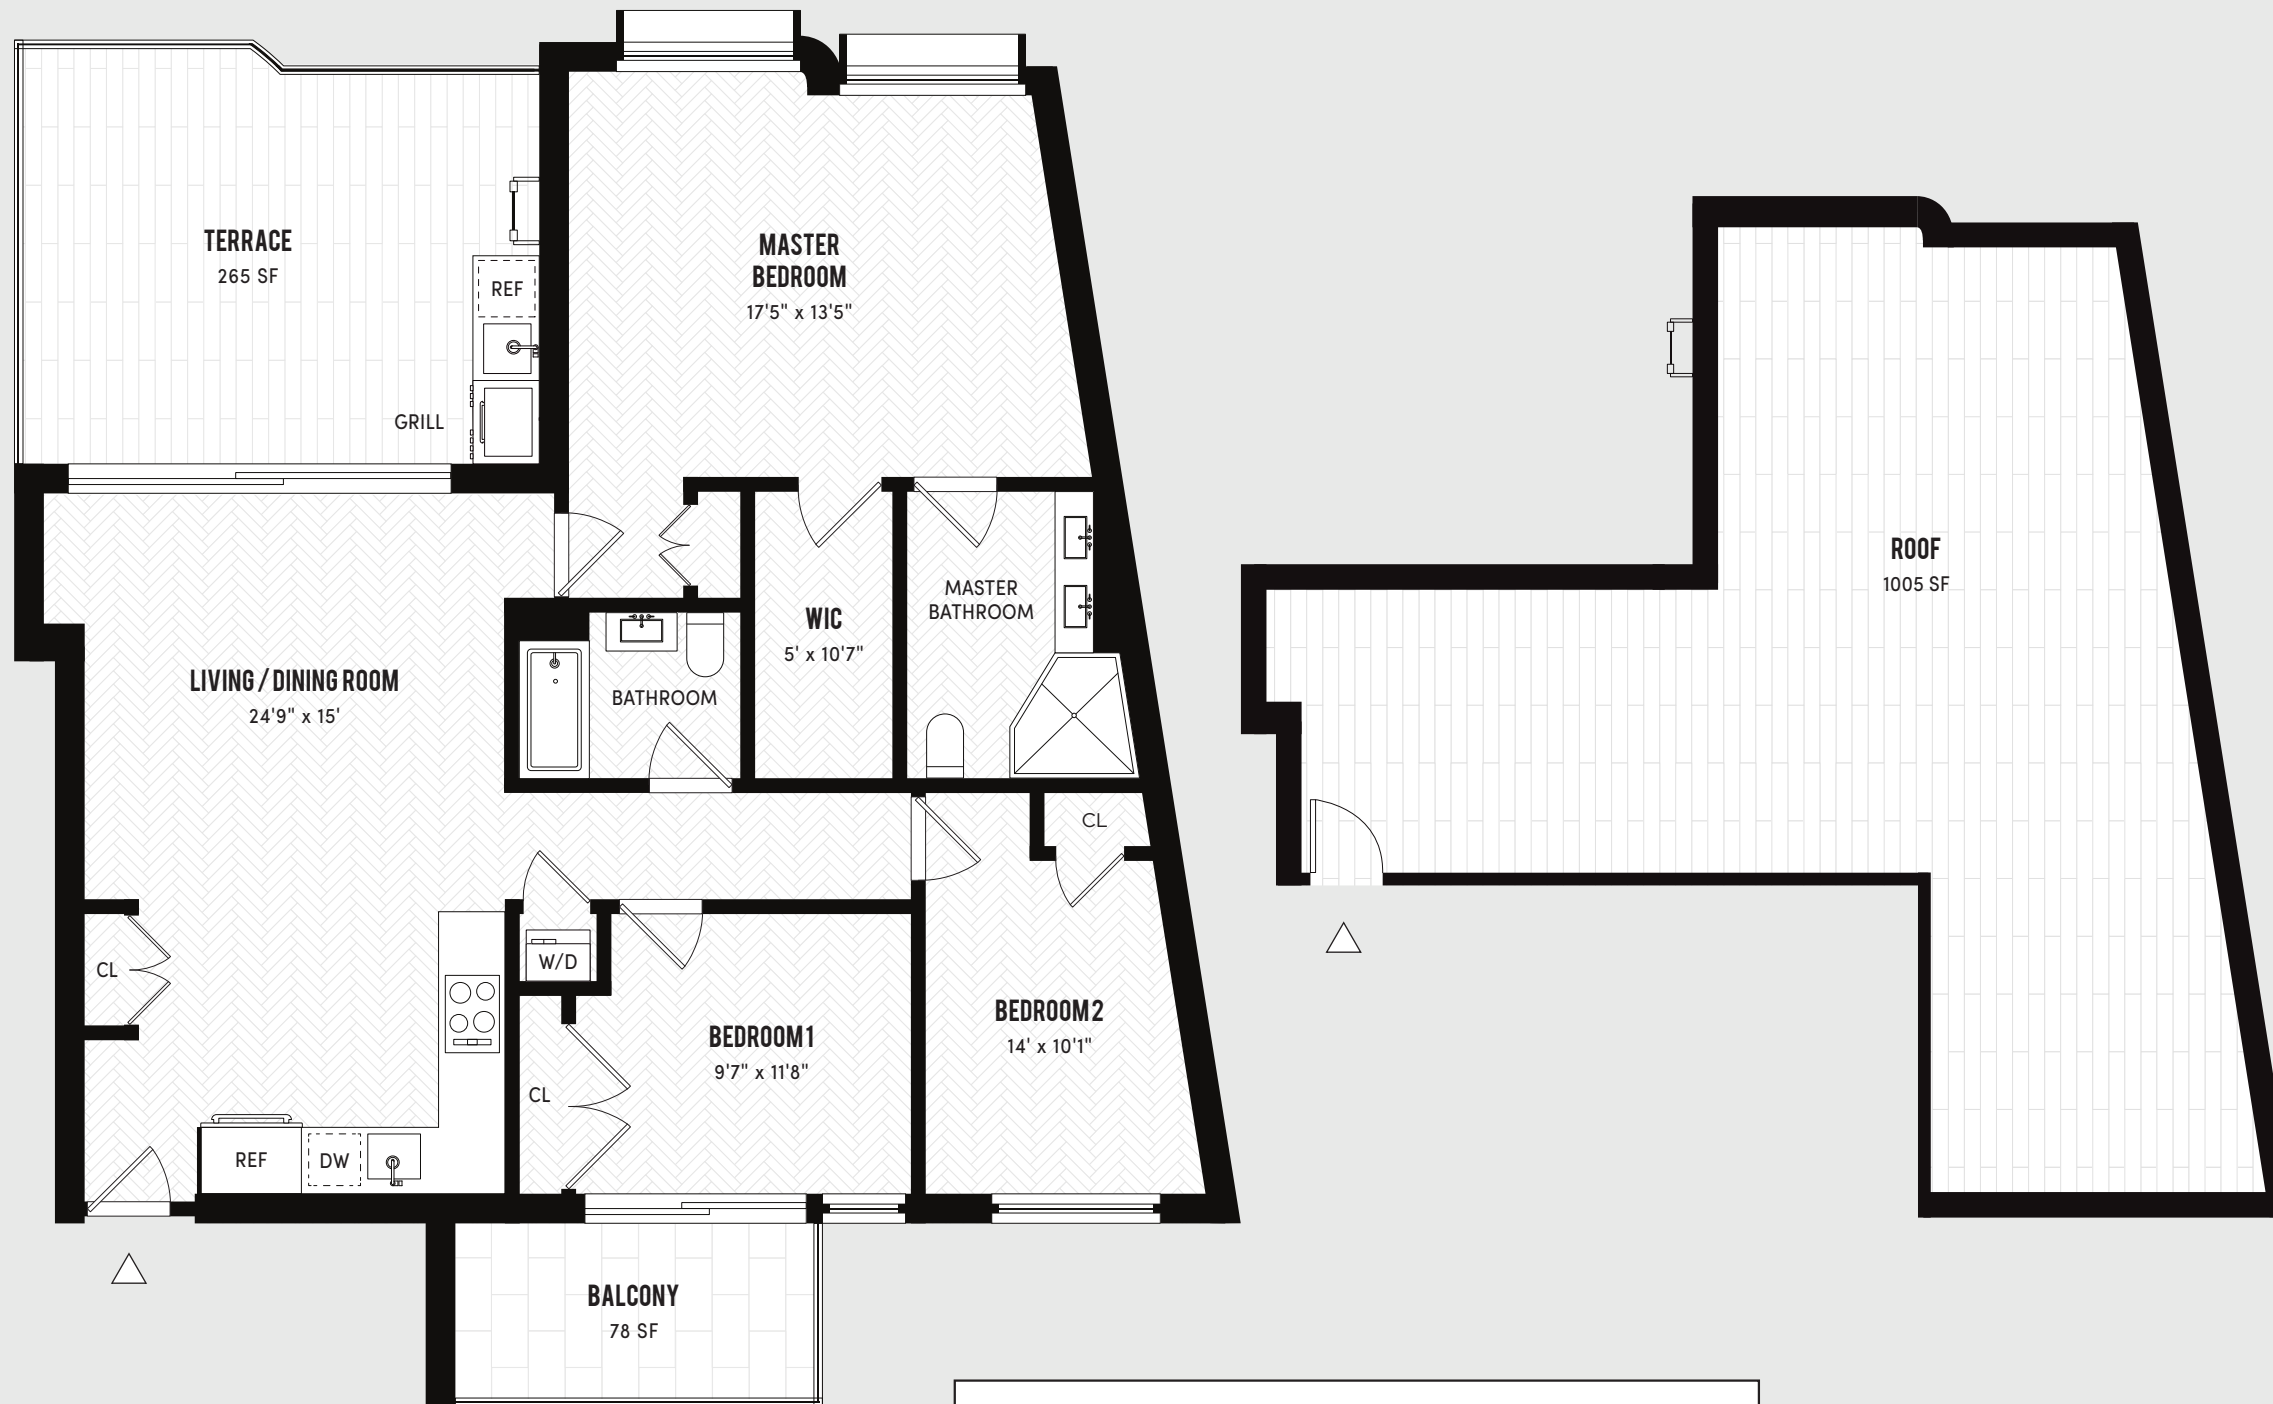 TERRACE
265 SF
REF
GRILL
MASTER
BEDROOM
17'5" x 13'5"
LIVING / DINING ROOM
24'9" x 15'
BATHROOM
WIC
5' x 10'7"
MASTER
BATHROOM
CL
CL
W/D
CL
BEDROOM 1
9'7" x 11'8"
BEDROOM 2
14' x 10'1"
REF
DW
BALCONY
78 SF
ROOF
1005 SF